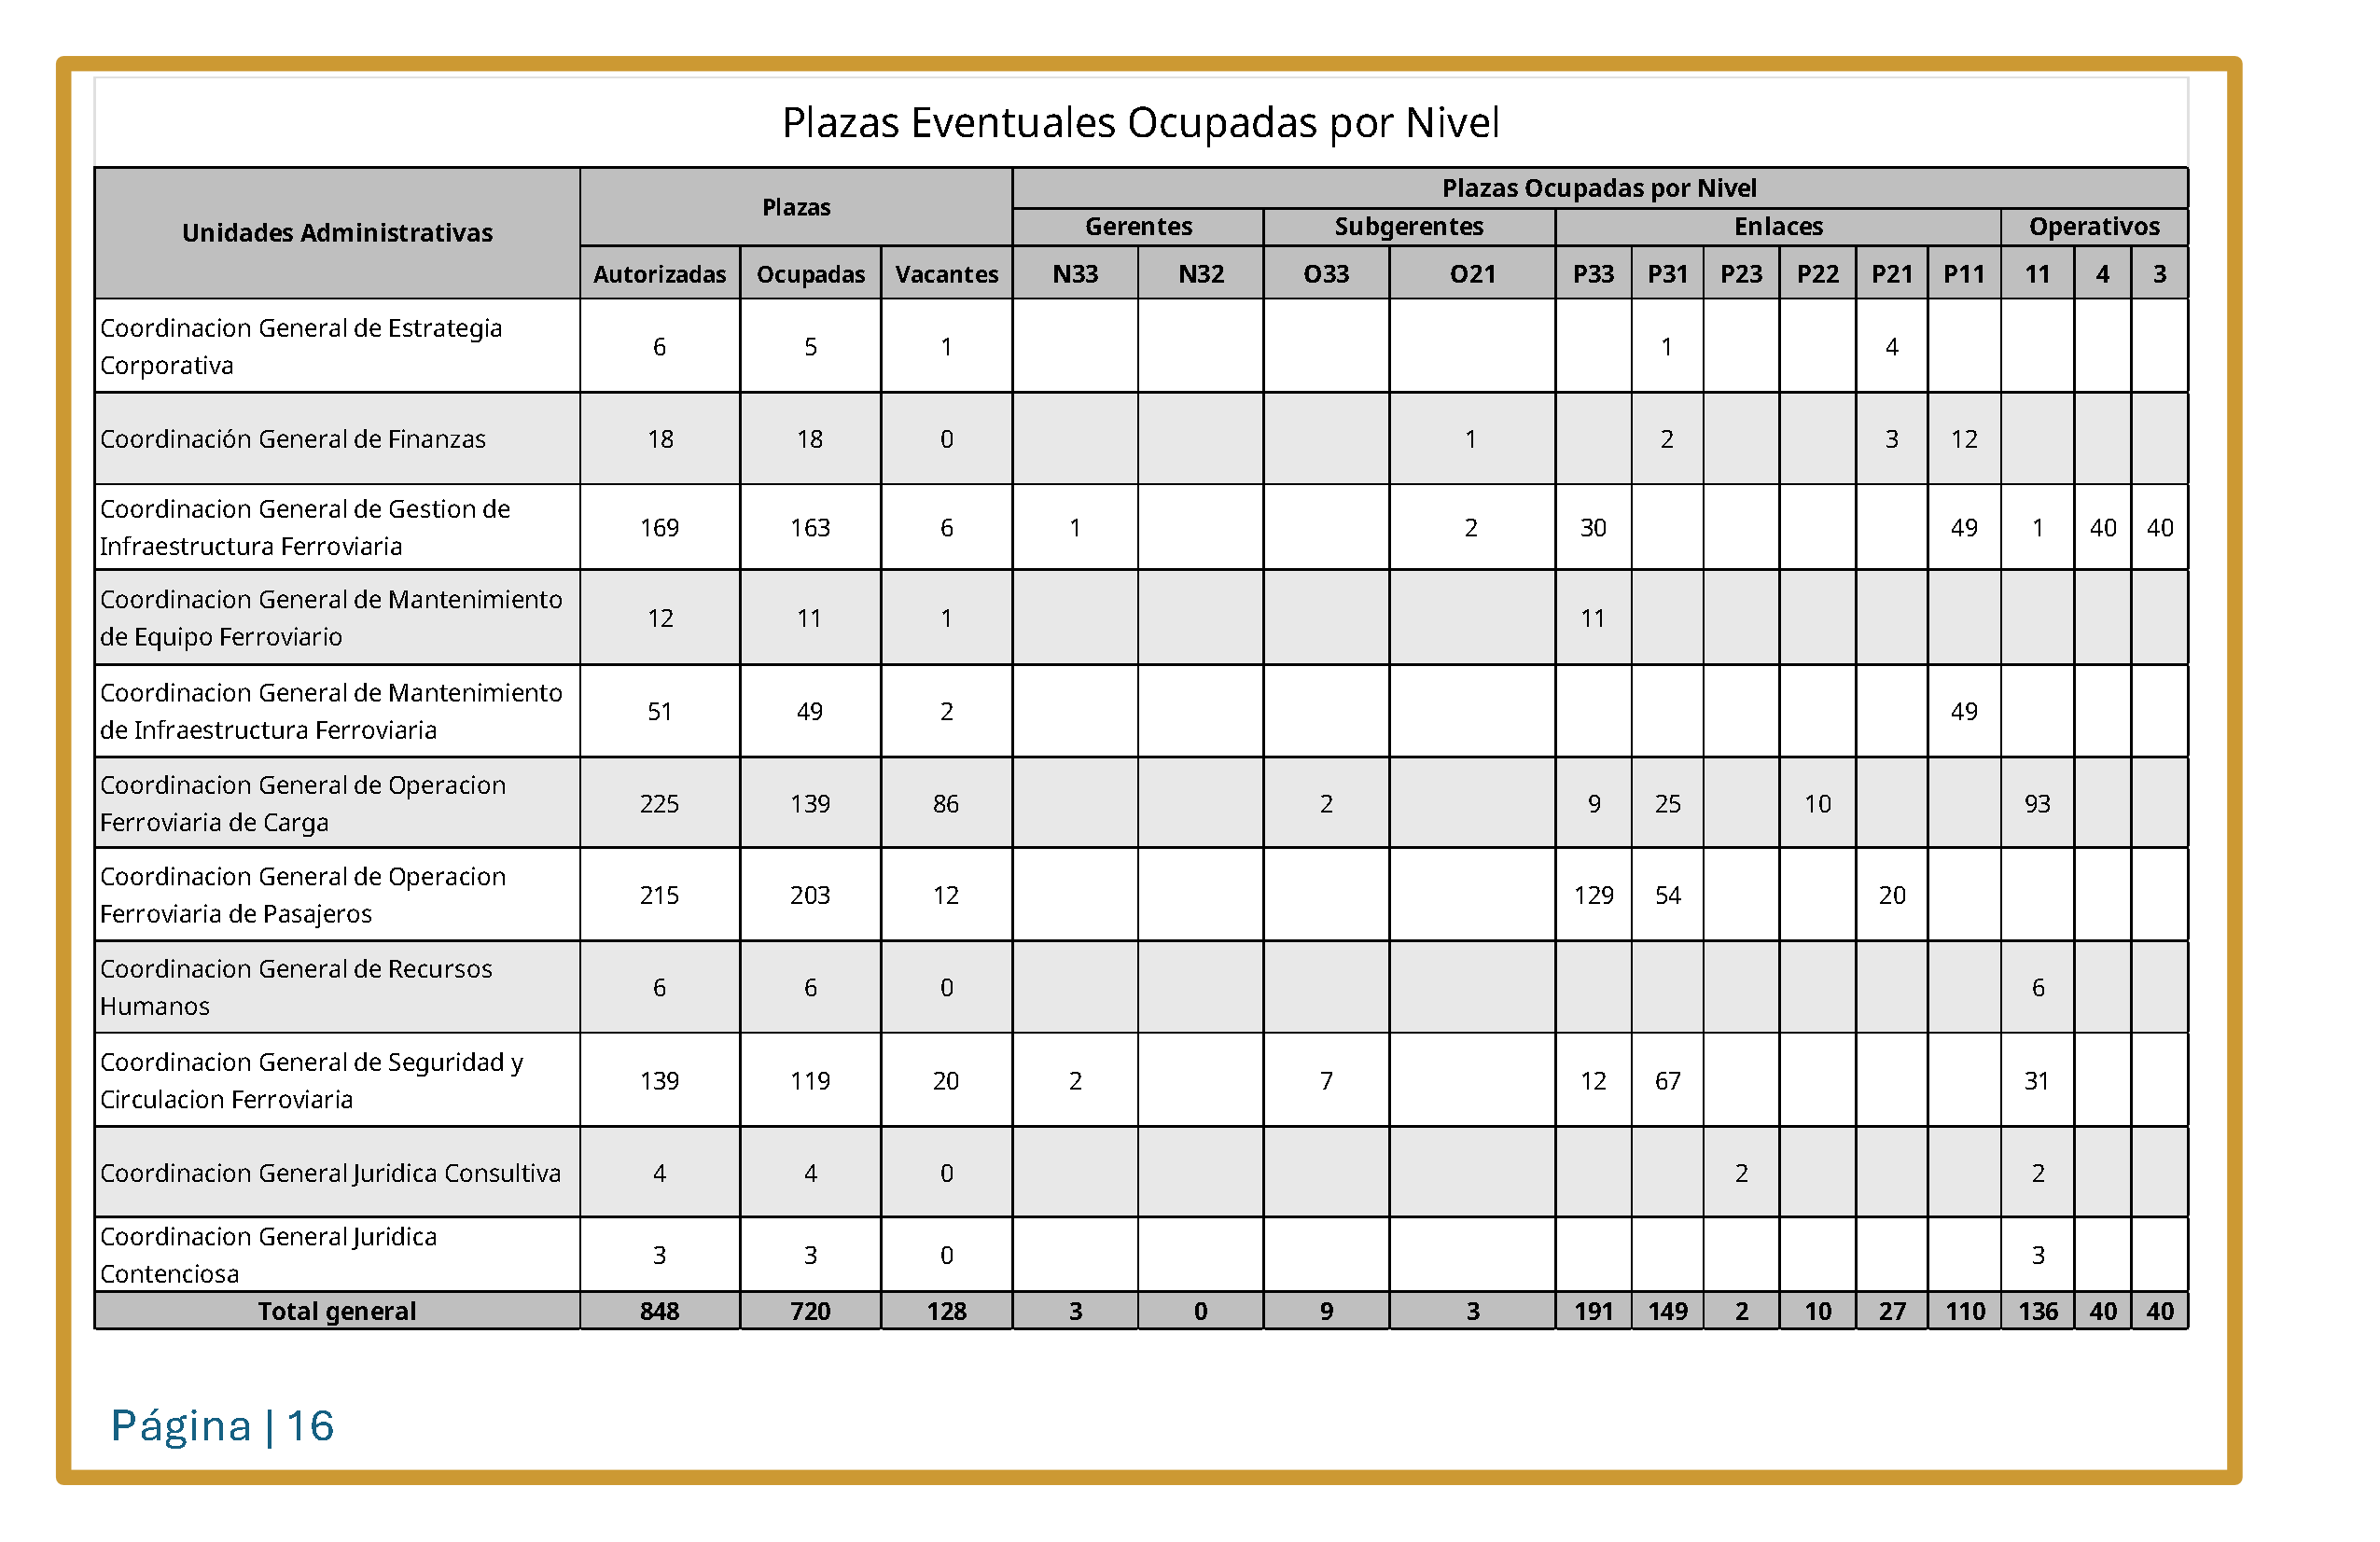 Plazas Eventuales Ocupadas por Nivel
Unidades Administrativas
Plazas
Plazas Ocupadas por Nivel
Gerentes Subgerentes Enlaces Operativos
Autorizadas Ocupadas Vacantes N33 N32 O33 O21 P33 P31 P23 P22 P21 P11 11 4 3
Coordinacion General de Estrategia
Corporativa
6 5 1 1 4
Coordinación General de Finanzas 18 18 0 1 2 3 12
Coordinacion General de Gestion de
Infraestructura Ferroviaria
169 163 6 1 2 30 49 1 40 40
Coordinacion General de Mantenimiento
de Equipo Ferroviario
12 11 1 11
Coordinacion General de Mantenimiento
de Infraestructura Ferroviaria
51 49 2 49
Coordinacion General de Operacion
Ferroviaria de Carga
225 139 86 2 9 25 10 93
Coordinacion General de Operacion
Ferroviaria de Pasajeros
215 203 12 129 54 20
Coordinacion General de Recursos
Humanos
6 6 0 6
Coordinacion General de Seguridad y
Circulacion Ferroviaria
139 119 20 2 7 12 67 31
Coordinacion General Juridica Consultiva 4 4 0 2 2
Coordinacion General Juridica
Contenciosa
3 3 0 3
Total general 848 720 128 3 0 9 3 191 149 2 10 27 110 136 40 40
Página | 16